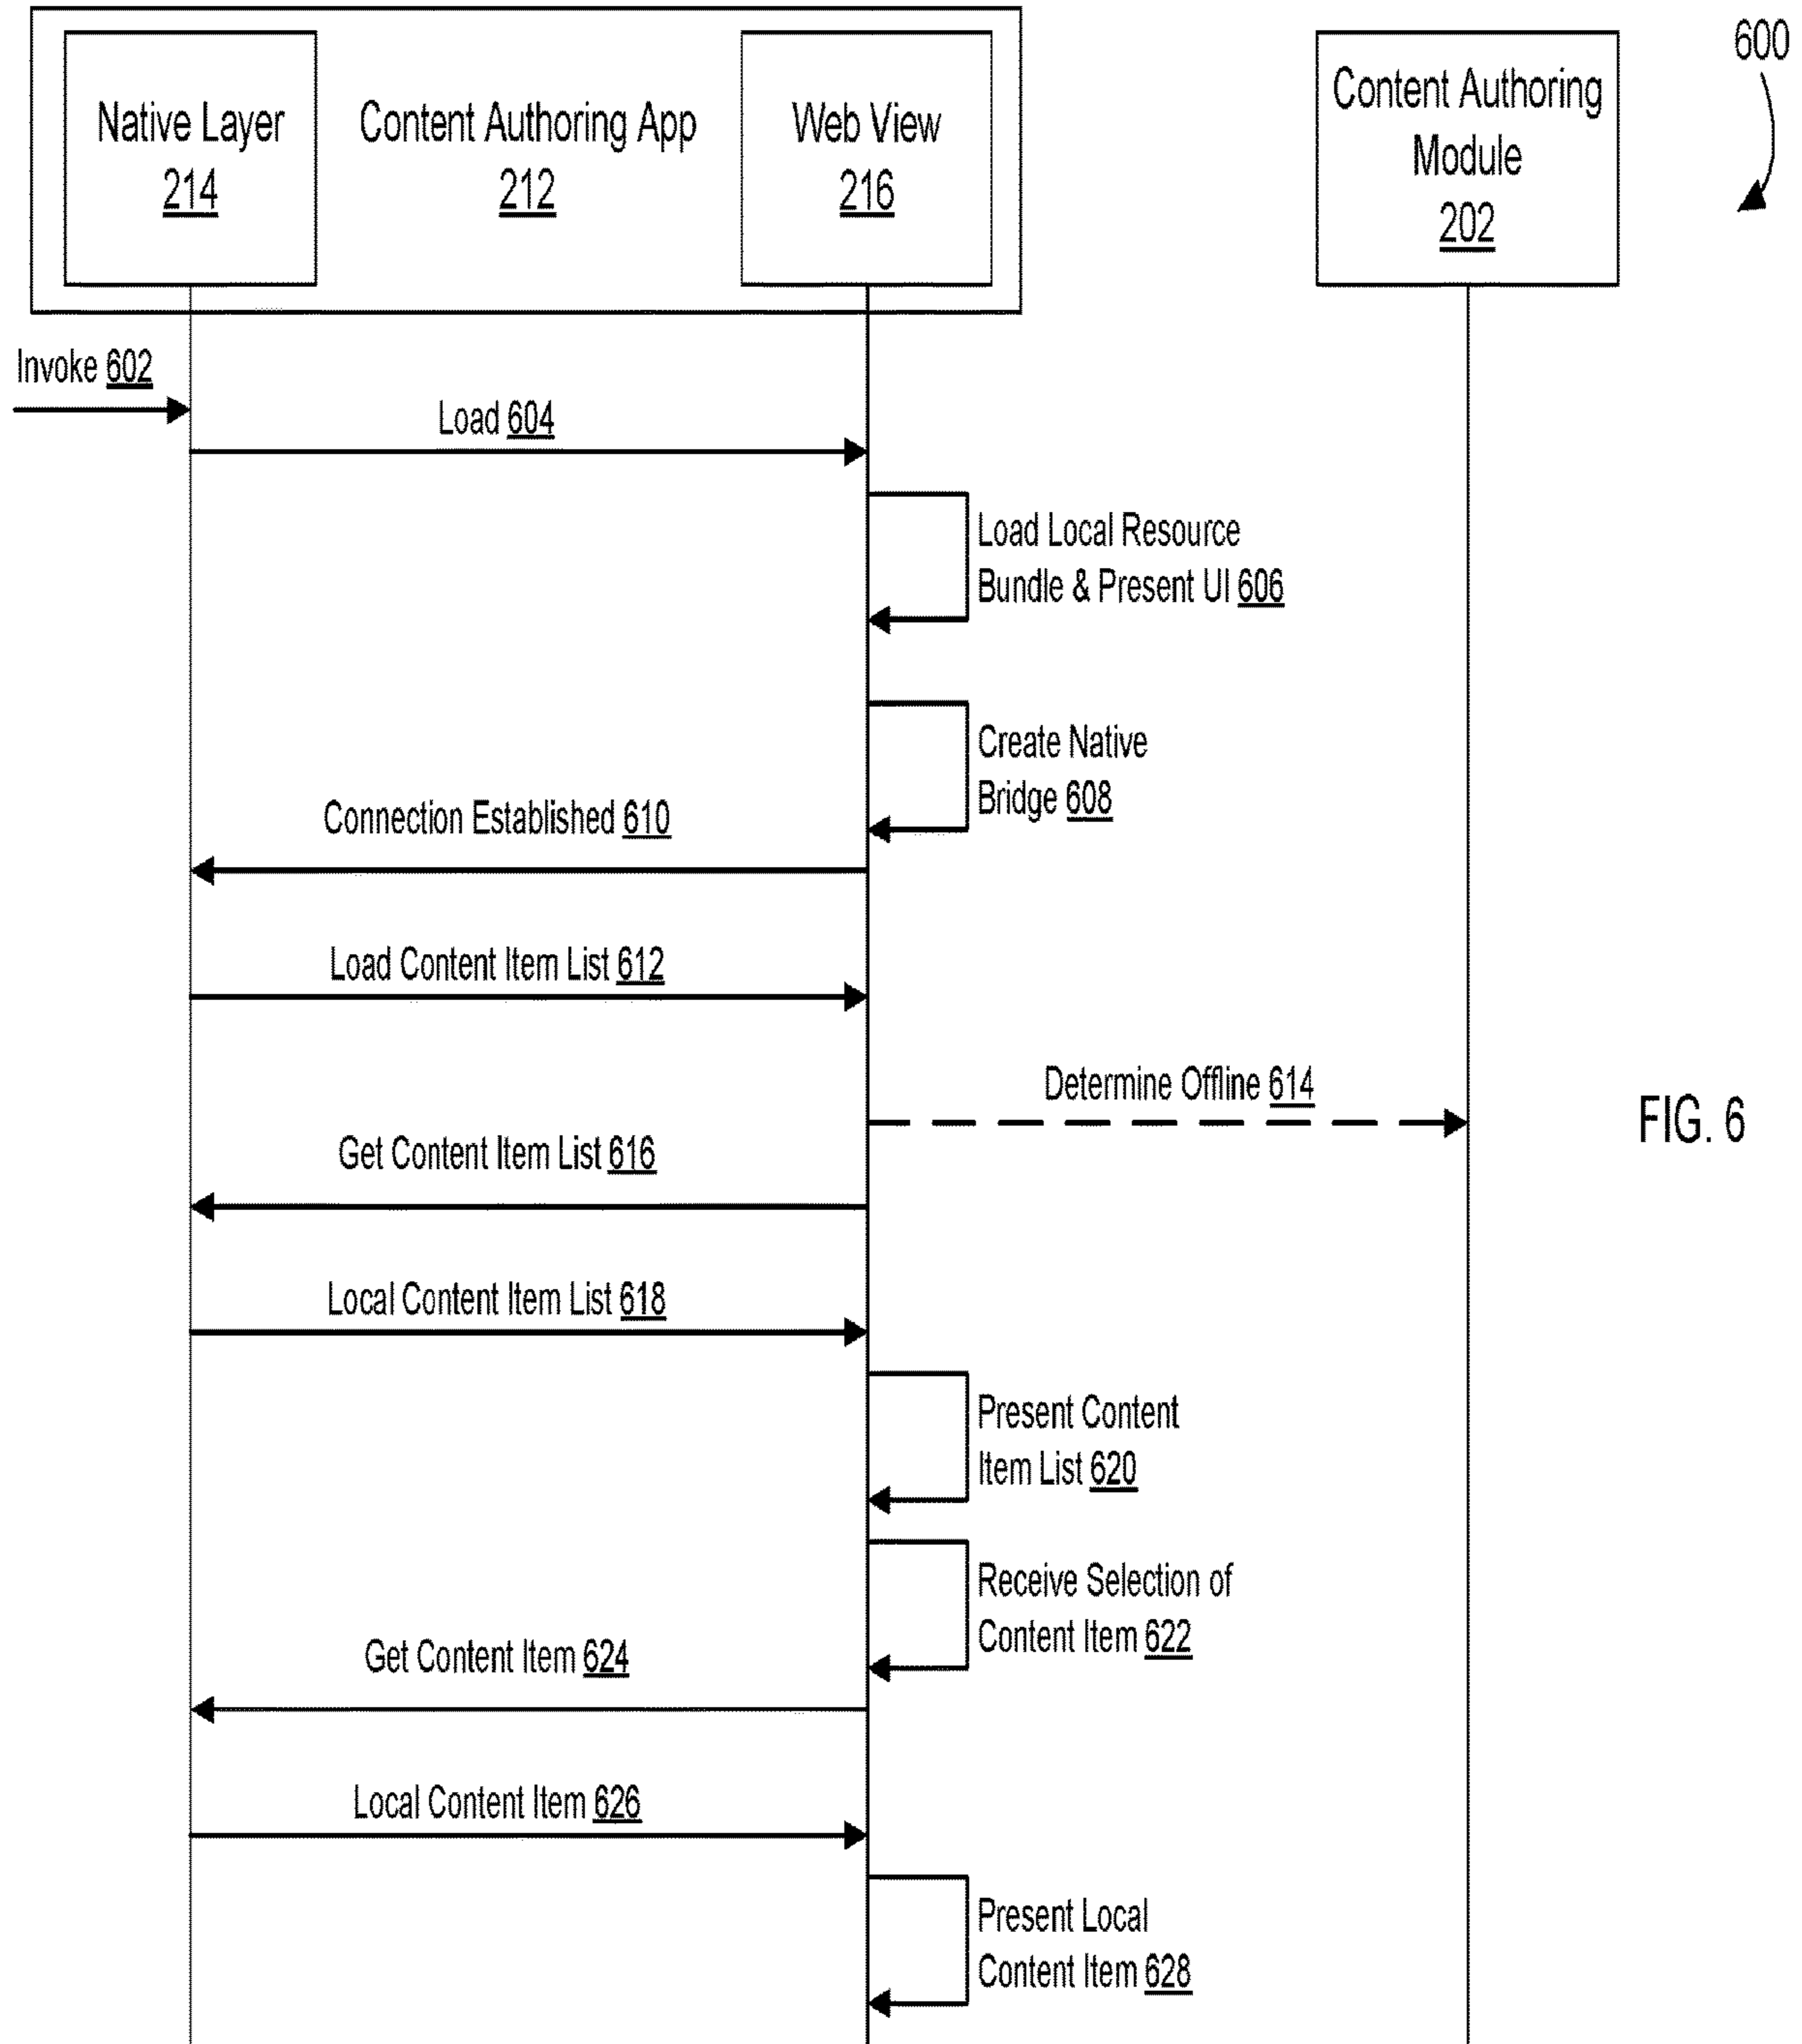 Native Layer
214
Content Authoring App
212
Web View
216
Content Authoring
Module
202
600
Invoke 602
Load 604
Load Local Resource
Bundle & Present UI 606
Create Native
Bridge 608
Connection Established 610
Load Content Item List 612
Determine Offline 614
FIG. 6
Get Content Item List 616
Local Content Item List 618
Present Content
Item List 620
Receive Selection of
Content Item 622
Get Content Item 624
Local Content Item 626
Present Local
Content Item 628